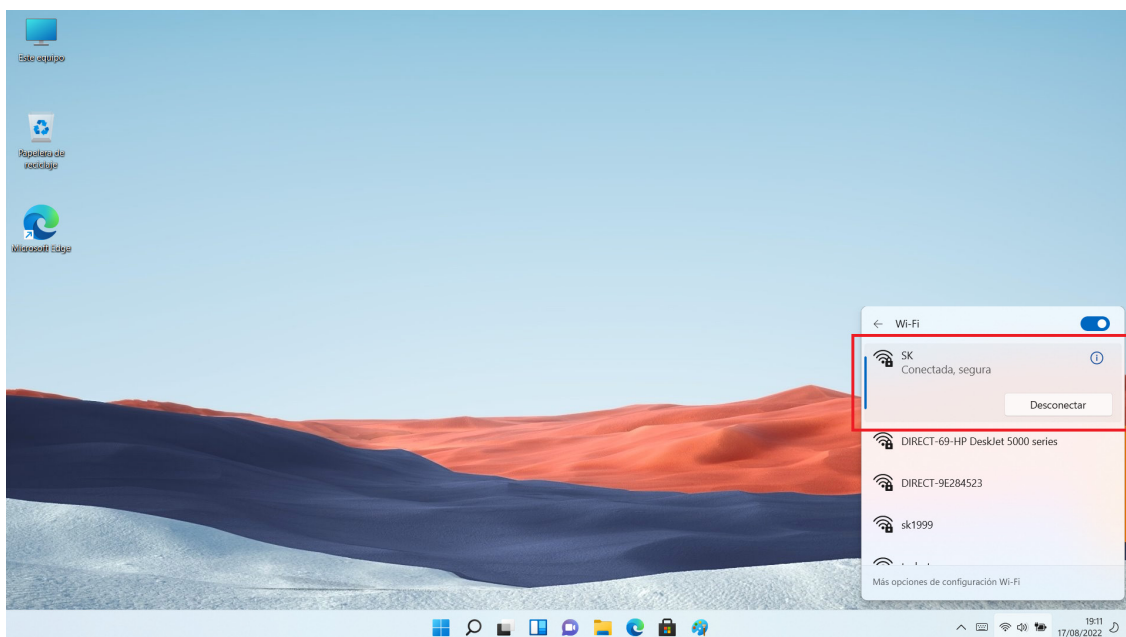 Este equipo
Papelera de
reciclaje
Microsoft Edge
Wi-Fi
SK
Conectada, segura
Desconectar
DIRECT-69-HP DeskJet 5000 series
DIRECT-9E284523
sk1999
Más opciones de configuración Wi-Fi
19:11
17/08/2022